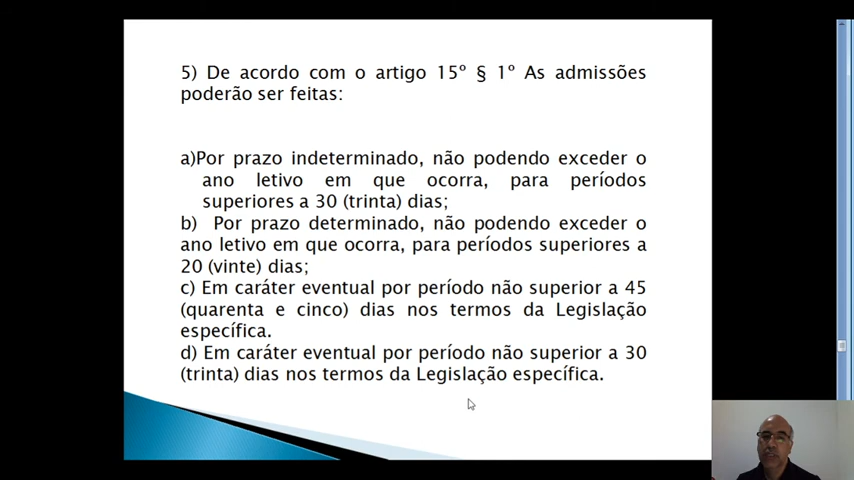 5) De acordo com o artigo 15º § 1º As admissões
poderão ser feitas:
a)Por prazo indeterminado, não podendo exceder o
ano letivo em que ocorra, para períodos
superiores a 30 (trinta) dias;
b) Por prazo determinado, não podendo exceder o
ano letivo em que ocorra, para períodos superiores a
20 (vinte) dias;
c) Em caráter eventual por período não superior a 45
(quarenta e cinco) dias nos termos da Legislação
específica.
d) Em caráter eventual por período não superior a 30
(trinta) dias nos termos da Legislação específica.